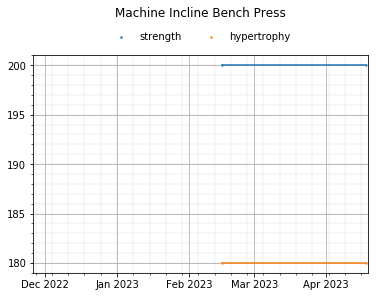 Machine Incline Bench Press
strength hypertrophy
200
195
190
185
180
Dec 2022 Jan 2023 Feb 2023 Mar 2023 Apr 2023